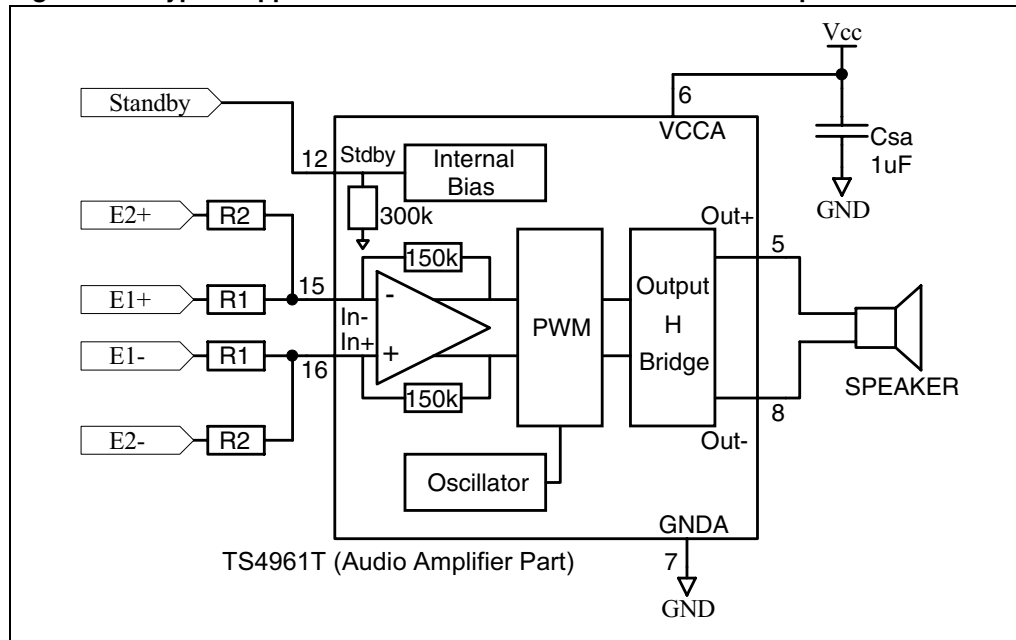 Vcc
6
VCCA
Csa
1uF
GND
Standby
12
Stdby
Internal
Bias
300k
E2+
R2
Out+
5
150k
E1+
R1
15
In-
-
Output
H
Bridge
PWM
In+
+
E1-
R1
16
150k
SPEAKER
8
Out-
E2-
R2
Oscillator
GNDA
7
GND
TS4961T (Audio Amplifier Part)